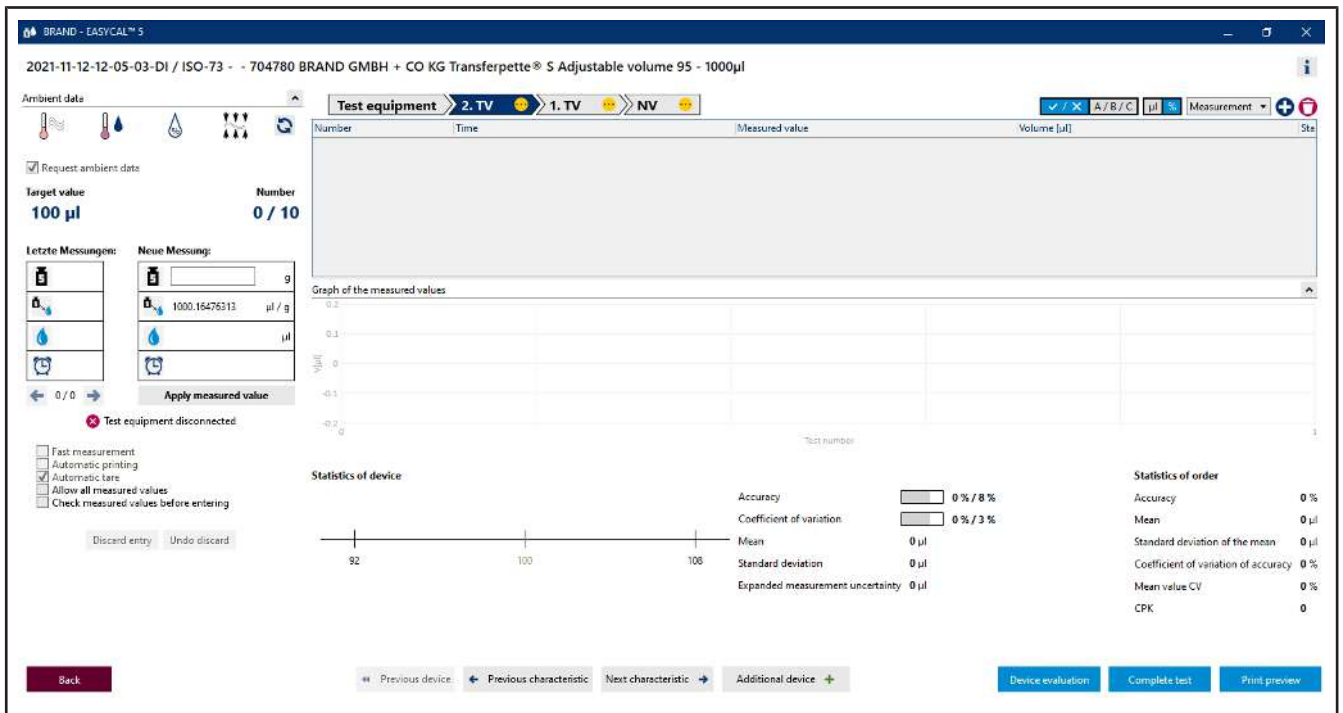 BRAND - EASYCAL™ 5
2021-11-12-12-05-03-DI / ISO-73 - - 704780 BRAND GMBH + CO KG Transferpette® S Adjustable volume 95 - 1000µl
i
Ambient data
Request ambient data
Target value Number
100 µl 0 / 10
Letzte Messungen: Neue Messung:
g
1000.16476313 µl / g
µl
0 / 0 Apply measured value
Test equipment disconnected
Fast measurement
Automatic printing
Automatic tare
Allow all measured values
Check measured values before entering
Discard entry Undo discard
Test equipment 2. TV 1. TV NV
✓ / X A / B / C µl % Measurement
Number Time Measured value Volume [µl] Sta
Graph of the measured values
0.2
0.1
0
-0.1
-0.2
V[µl]
0 1
Test number
Statistics of device
92 100 108
Accuracy 0 % / 8 %
Coefficient of variation 0 % / 3 %
Mean 0 µl
Standard deviation 0 µl
Expanded measurement uncertainty 0 µl
Statistics of order
Accuracy 0 %
Mean 0 µl
Standard deviation of the mean 0 µl
Coefficient of variation of accuracy 0 %
Mean value CV 0 %
CPK 0
Back Previous device Previous characteristic Next characteristic Additional device Device evaluation Complete test Print preview